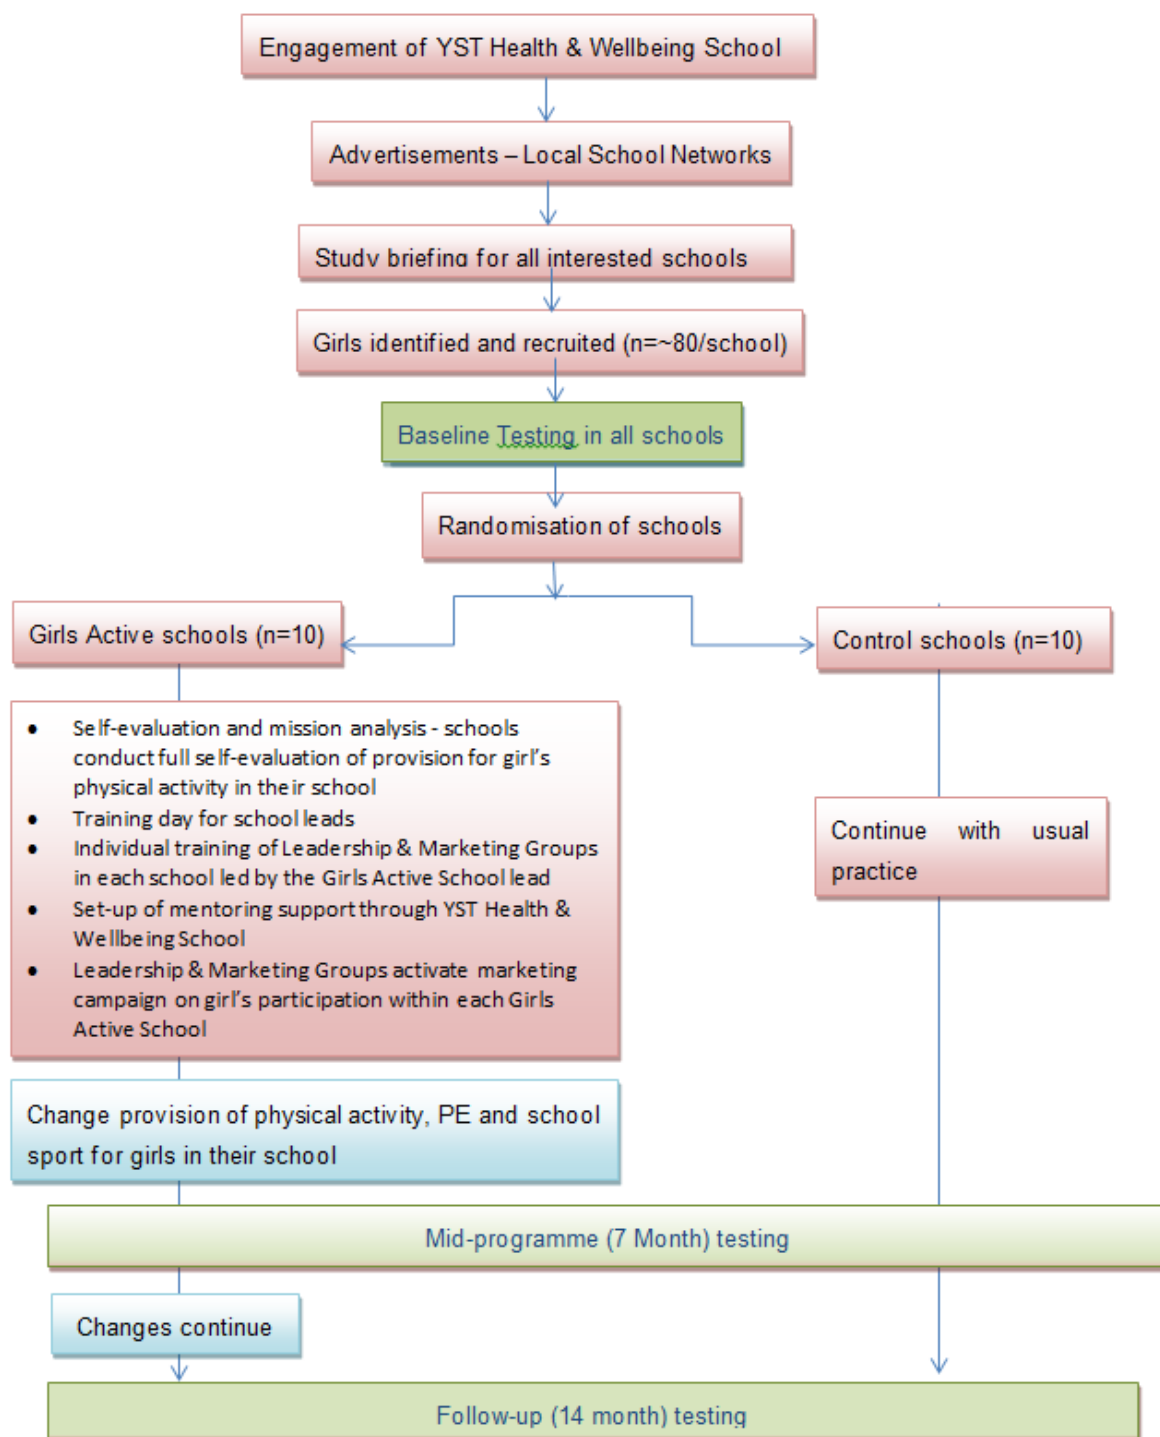 Engagement of YST Health & Wellbeing School
Advertisements – Local School Networks
Study briefing for all interested schools
Girls identified and recruited (n=~80/school)
Baseline Testing in all schools
Randomisation of schools
Girls Active schools (n=10)
Control schools (n=10)
• Self-evaluation and mission analysis - schools
conduct full self-evaluation of provision for girl's
physical activity in their school
• Training day for school leads
• Individual training of Leadership & Marketing Groups
in each school led by the Girls Active School lead
• Set-up of mentoring support through YST Health &
Wellbeing School
• Leadership & Marketing Groups activate marketing
campaign on girl's participation within each Girls
Active School
Continue with usual
practice
Change provision of physical activity, PE and school
sport for girls in their school
Mid-programme (7 Month) testing
Changes continue
Follow-up (14 month) testing